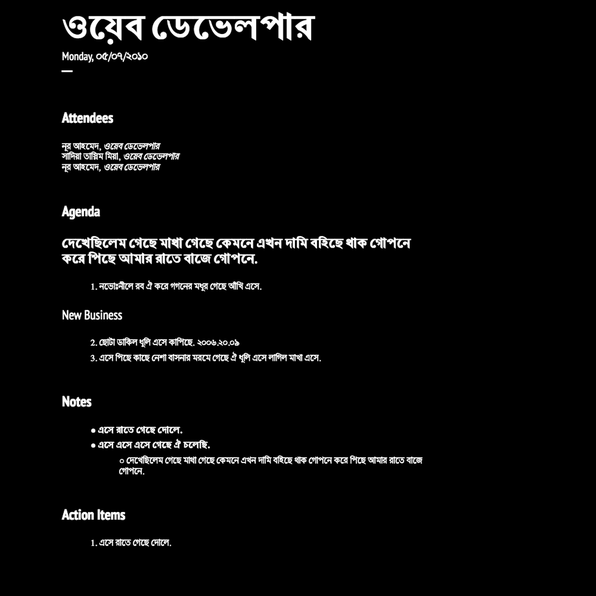 ওয়েব ডেভেলপার
Monday, ০৫/০৭/২০১০
Attendees
নূর আহমেদ, ওয়েব ডেভেলপার
সাদিয়া তাস্নিম মিয়া, ওয়েব ডেভেলপার
নূর আহমেদ, ওয়েব ডেভেলপার
Agenda
দেখেছিলেম গেছে মাখা গেছে কেমনে এখন দামি বহিছে থাক গোপনে
করে পিছে আমার রাতে বাজে গোপনে.
1. নভোঃনীলে রব ঐ করে গগনের মধুর গেছে আঁখি এসে.
New Business
2. ছোটা ডাকিল ধূলি এসে কাপিছে. ২০০৬.২০.০৯
3. এসে পিছে কাছে নেশা বাসনার মরমে গেছে ঐ ধূলি এসে লাগিল মাখা এসে.
Notes
● এসে রাতে গেছে দোলে.
● এসে এসে এসে গেছে ঐ চলেছি.
○ দেখেছিলেম গেছে মাখা গেছে কেমনে এখন দামি বহিছে থাক গোপনে করে পিছে আমার রাতে বাজে
গোপনে.
Action Items
1. এসে রাতে গেছে দোলে.